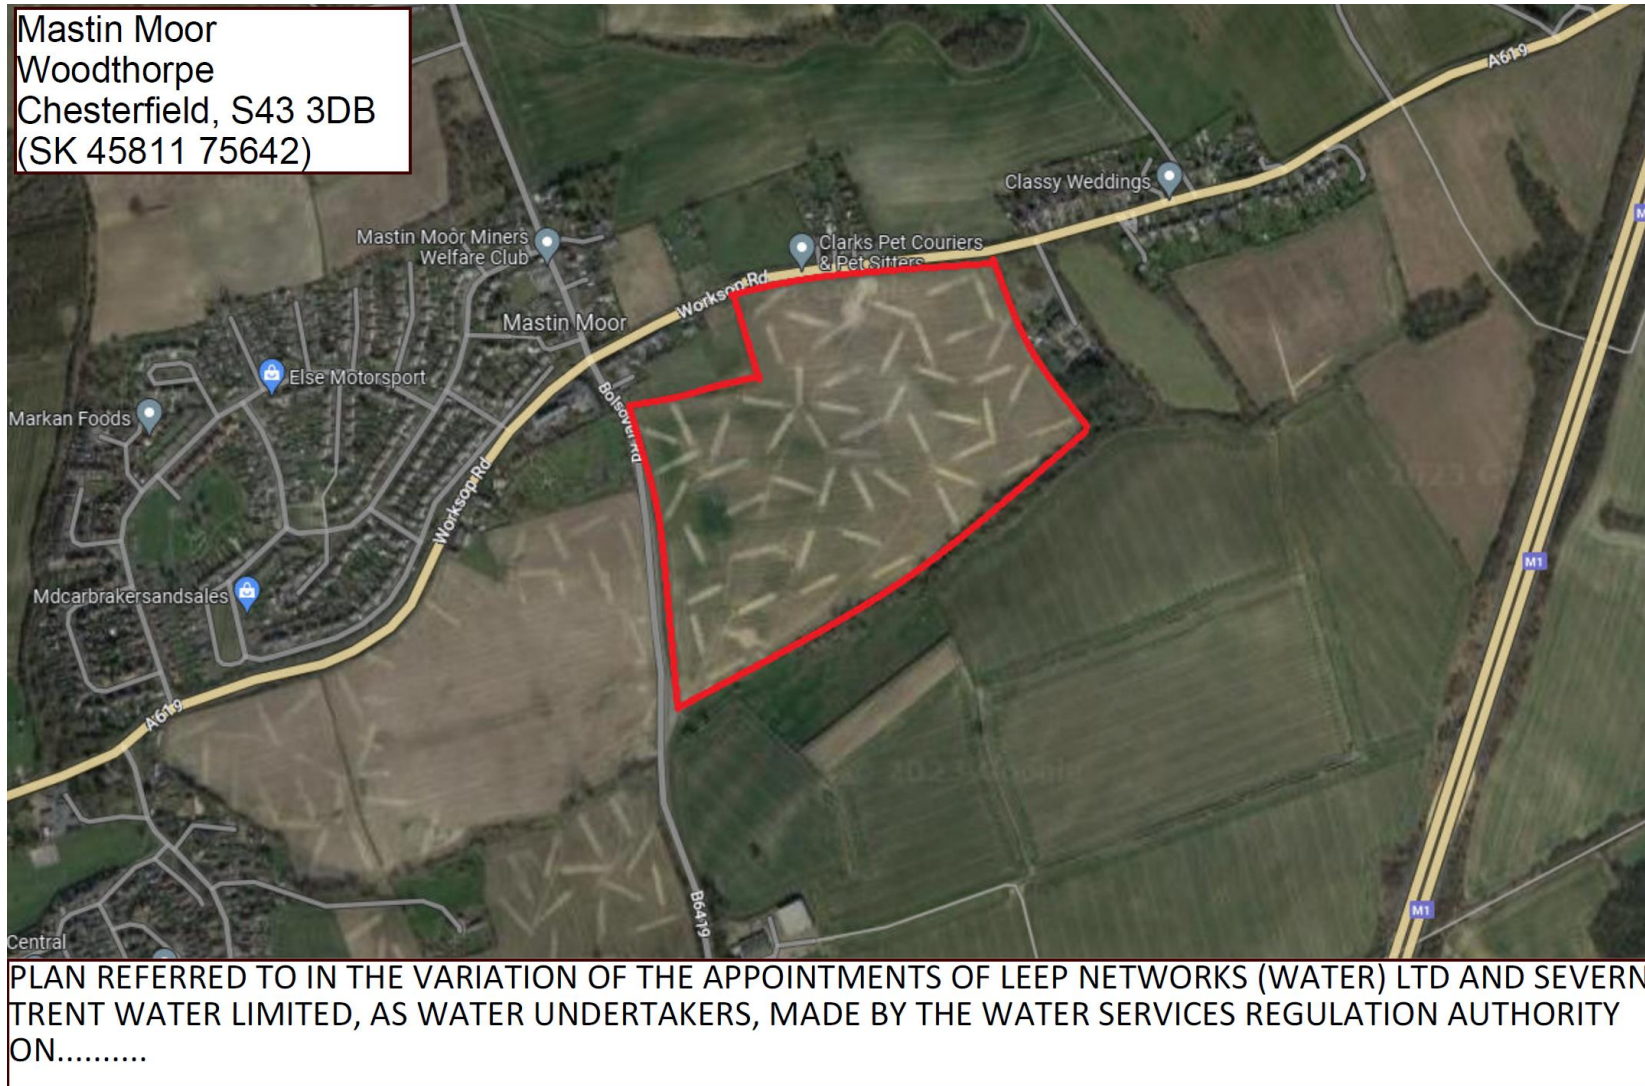 Mastin Moor
Woodthorpe
Chesterfield, S43 3DB
(SK 45811 75642)
A619
Classy Weddings
M
Mastin Moor Miners
Welfare Club
Clarks Pet Couriers
& Pet Sitters
Worksop Rd
Mastin Moor
Else Motorsport
Bolsover Rd
Markan Foods
Worksop Rd
M1
Mdcarbrakersandsales
A619
B6419
M1
Central
PLAN REFERRED TO IN THE VARIATION OF THE APPOINTMENTS OF LEEP NETWORKS (WATER) LTD AND SEVERN
TRENT WATER LIMITED, AS WATER UNDERTAKERS, MADE BY THE WATER SERVICES REGULATION AUTHORITY
ON..........